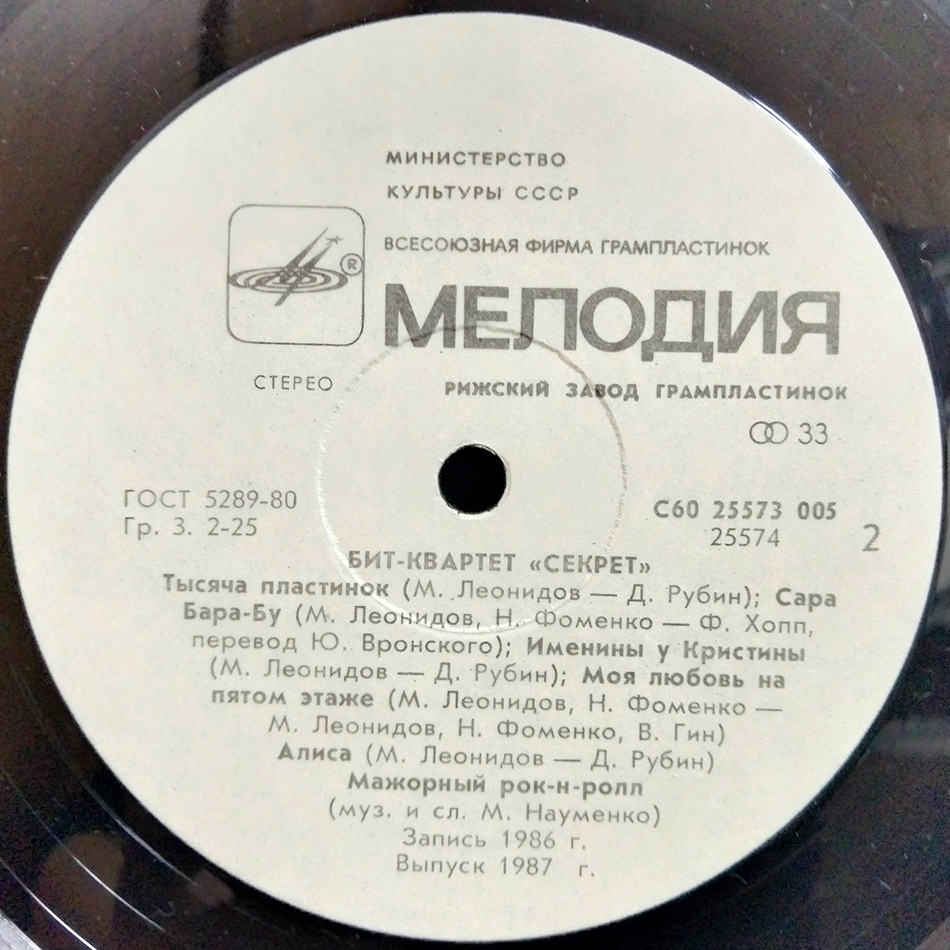 МИНИСТЕРСТВО
КУЛЬТУРЫ СССР
ВСЕСОЮЗНАЯ ФИРМА ГРАМПЛАСТИНОК
®
МЕЛОДИЯ
СТЕРЕО
РИЖСКИЙ ЗАВОД ГРАМПЛАСТИНОК
33
ГОСТ 5289-80
Гр. 3. 2-25
С60 25573 005
25574
2
БИТ-КВАРТЕТ «СЕКРЕТ»
Тысяча пластинок (М. Леонидов — Д. Рубин); Сара
Бара-Бу (М. Леонидов, Н. Фоменко — Ф. Хопп,
перевод Ю. Вронского); Именины у Кристины
(М. Леонидов — Д. Рубин); Моя любовь на
пятом этаже (М. Леонидов, Н. Фоменко —
М. Леонидов, Н. Фоменко, В. Гин)
Алиса (М. Леонидов — Д. Рубин)
Мажорный рок-н-ролл
(муз. и сл. М. Науменко)
Запись 1986 г.
Выпуск 1987 г.